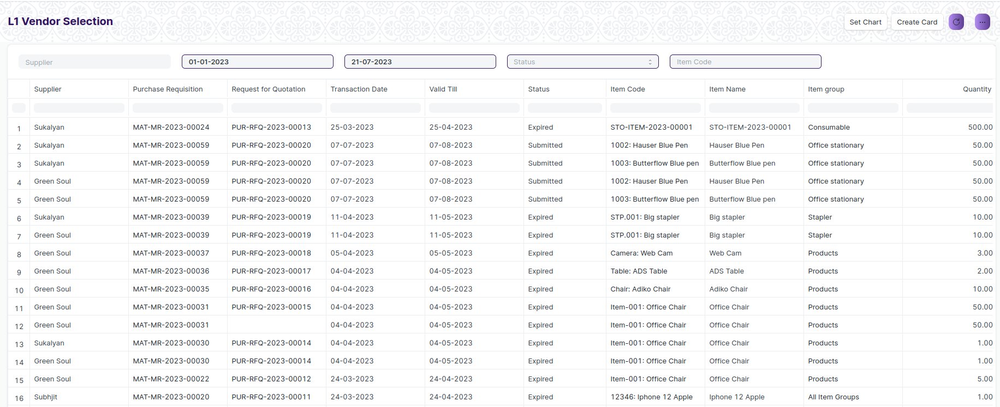 L1 Vendor Selection
Set Chart Create Card
Supplier 01-01-2023 21-07-2023 Status Item Code
Supplier Purchase Requisition Request for Quotation Transaction Date Valid Till Status Item Code Item Name Item group Quantity
1 Sukalyan MAT-MR-2023-00024 PUR-RFQ-2023-00013 25-03-2023 25-04-2023 Expired STO-ITEM-2023-00001 STO-ITEM-2023-00001 Consumable 500.00
2 Sukalyan MAT-MR-2023-00059 PUR-RFQ-2023-00020 07-07-2023 07-08-2023 Submitted 1002: Hauser Blue Pen Hauser Blue Pen Office stationary 50.00
3 Sukalyan MAT-MR-2023-00059 PUR-RFQ-2023-00020 07-07-2023 07-08-2023 Submitted 1003: Butterflow Blue pen Butterflow Blue pen Office stationary 50.00
4 Green Soul MAT-MR-2023-00059 PUR-RFQ-2023-00020 07-07-2023 07-08-2023 Submitted 1002: Hauser Blue Pen Hauser Blue Pen Office stationary 50.00
5 Green Soul MAT-MR-2023-00059 PUR-RFQ-2023-00020 07-07-2023 07-08-2023 Submitted 1003: Butterflow Blue pen Butterflow Blue pen Office stationary 50.00
6 Sukalyan MAT-MR-2023-00039 PUR-RFQ-2023-00019 11-04-2023 11-05-2023 Expired STP.001: Big stapler Big stapler Stapler 10.00
7 Green Soul MAT-MR-2023-00039 PUR-RFQ-2023-00019 11-04-2023 11-05-2023 Expired STP.001: Big stapler Big stapler Stapler 10.00
8 Green Soul MAT-MR-2023-00037 PUR-RFQ-2023-00018 05-04-2023 05-05-2023 Expired Camera: Web Cam Web Cam Products 3.00
9 Green Soul MAT-MR-2023-00036 PUR-RFQ-2023-00017 04-04-2023 04-05-2023 Expired Table: ADS Table ADS Table Products 2.00
10 Green Soul MAT-MR-2023-00035 PUR-RFQ-2023-00016 04-04-2023 04-05-2023 Expired Chair: Adiko Chair Adiko Chair Products 10.00
11 Green Soul MAT-MR-2023-00031 PUR-RFQ-2023-00015 04-04-2023 04-05-2023 Expired Item-001: Office Chair Office Chair Products 50.00
12 Green Soul MAT-MR-2023-00031 04-04-2023 04-05-2023 Expired Item-001: Office Chair Office Chair Products 50.00
13 Sukalyan MAT-MR-2023-00030 PUR-RFQ-2023-00014 04-04-2023 04-05-2023 Expired Item-001: Office Chair Office Chair Products 1.00
14 Green Soul MAT-MR-2023-00030 PUR-RFQ-2023-00014 04-04-2023 04-05-2023 Expired Item-001: Office Chair Office Chair Products 1.00
15 Green Soul MAT-MR-2023-00022 PUR-RFQ-2023-00012 24-03-2023 24-04-2023 Expired Item-001: Office Chair Office Chair Products 5.00
16 Subhjit MAT-MR-2023-00020 PUR-RFQ-2023-00011 24-03-2023 24-04-2023 Expired 12346: Iphone 12 Apple Iphone 12 Apple All Item Groups 1.00